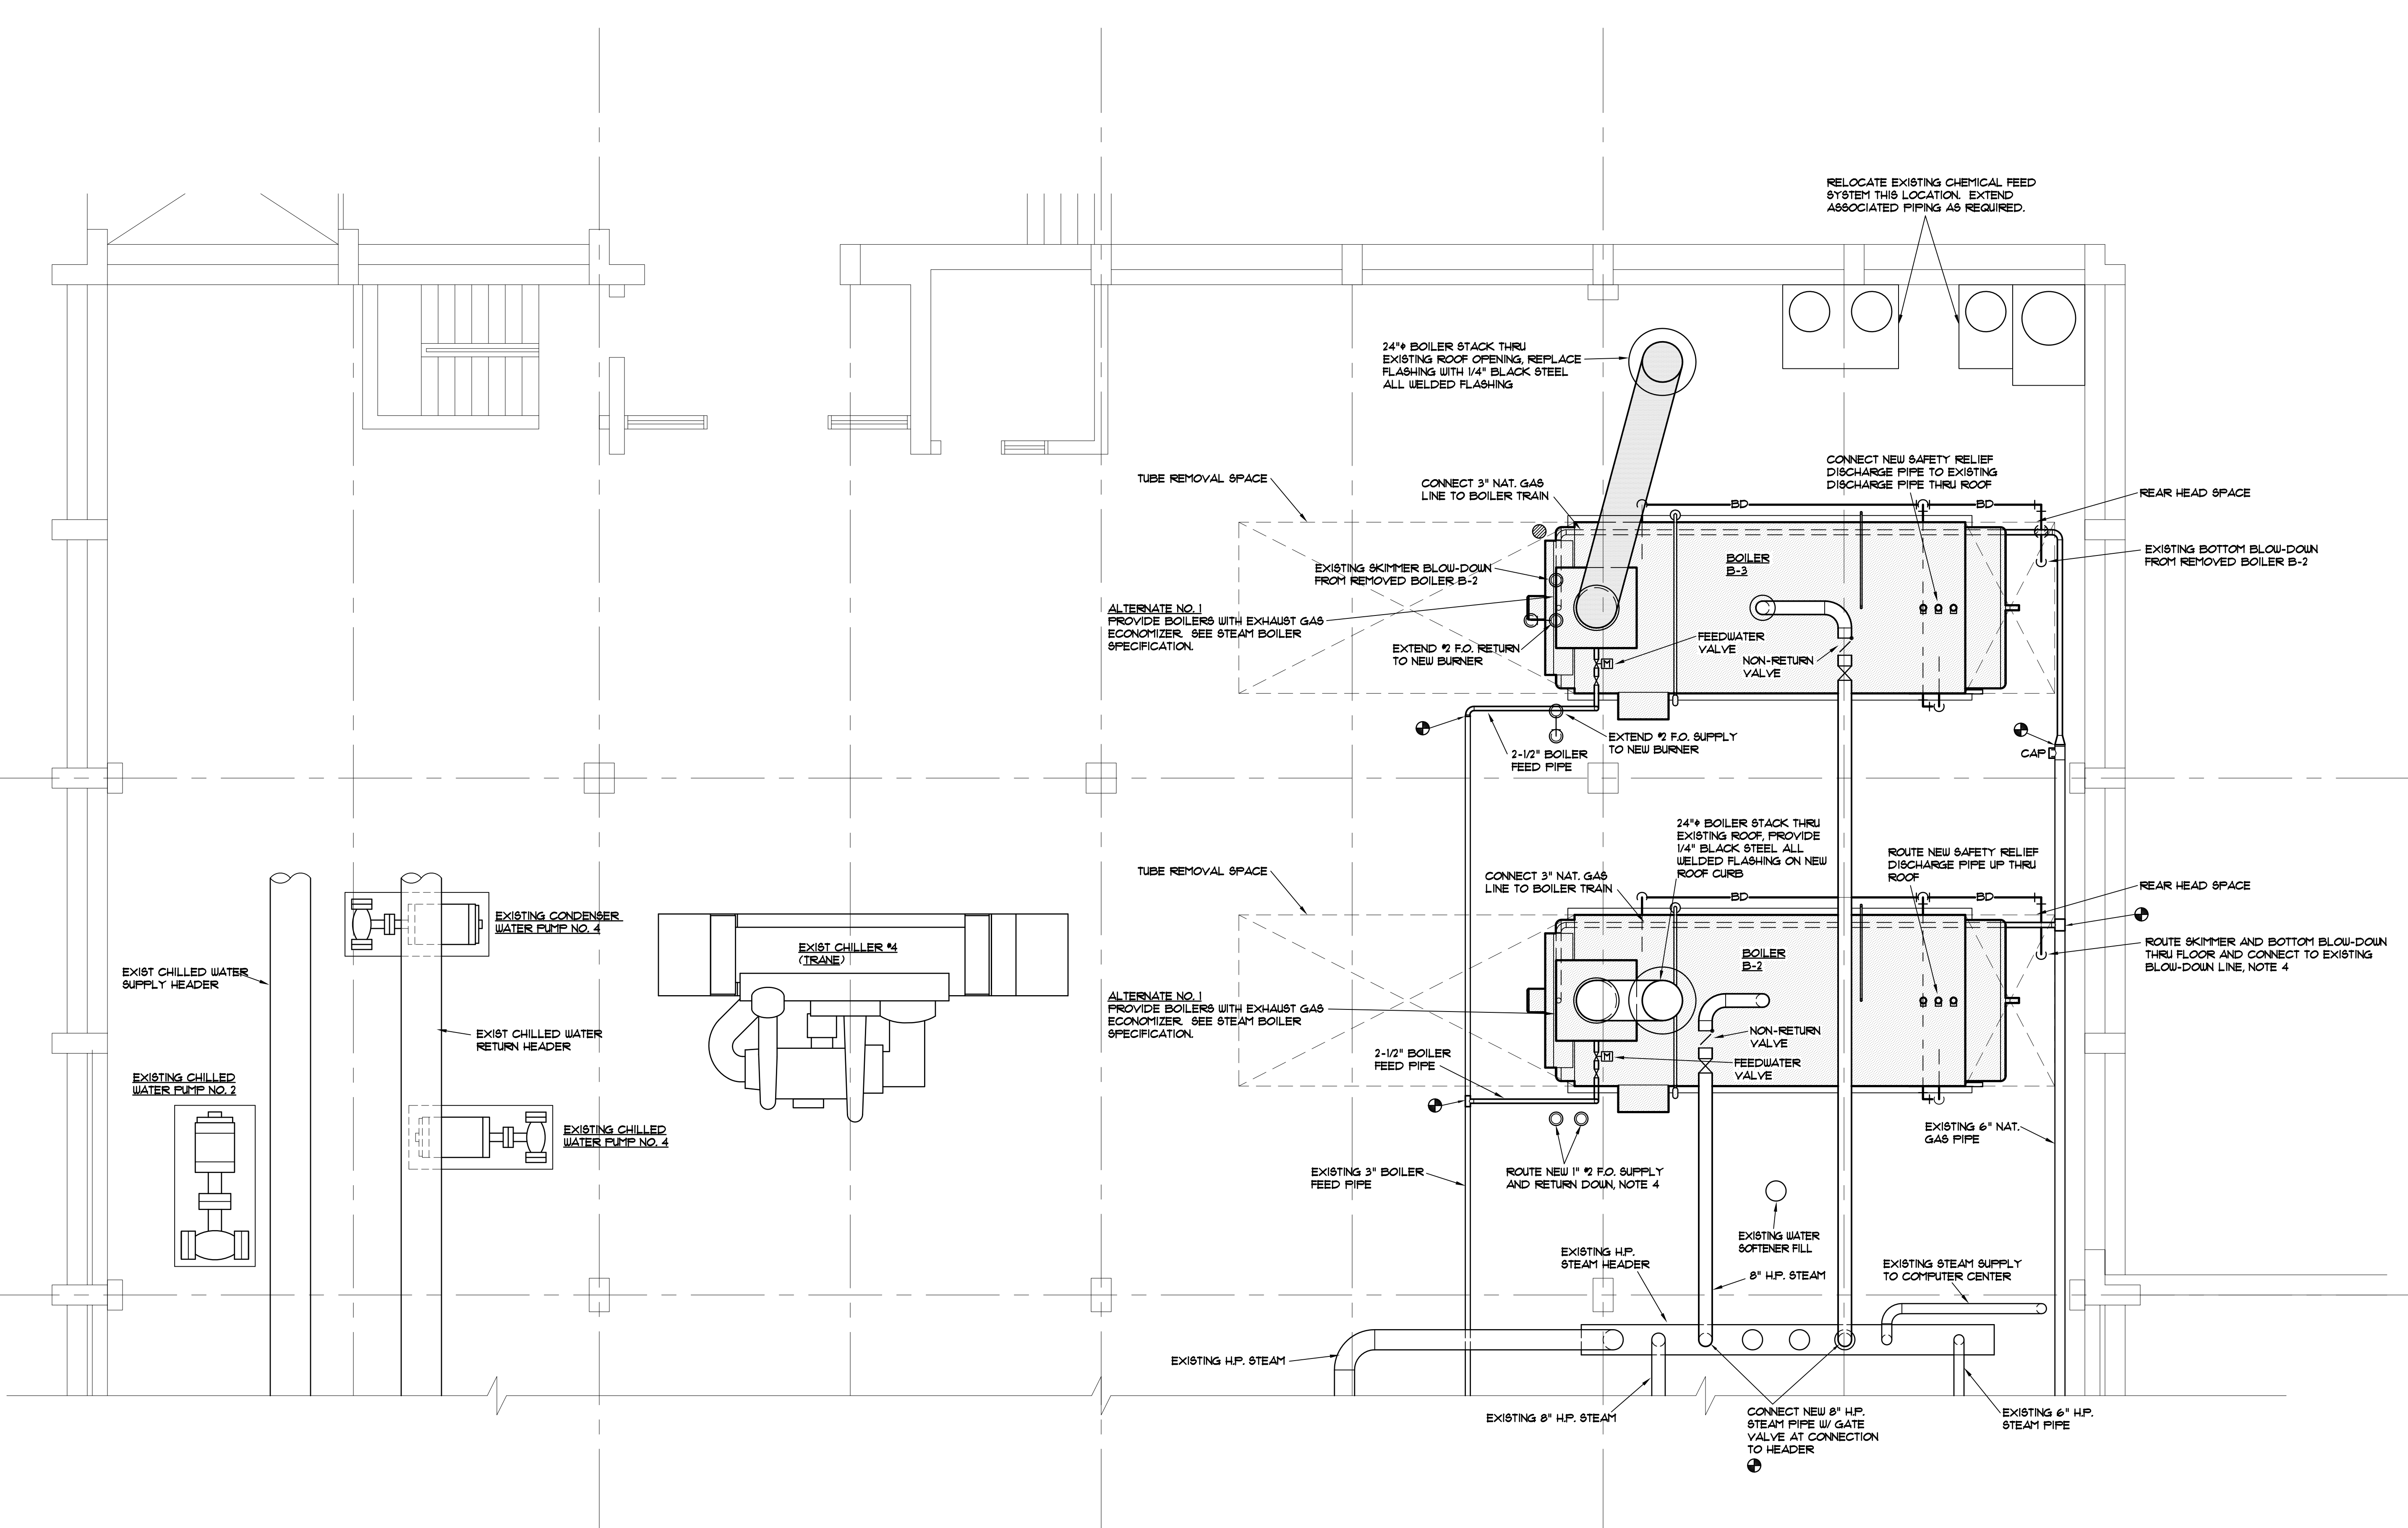 RELOCATE EXISTING CHEMICAL FEED
SYSTEM THIS LOCATION. EXTEND
ASSOCIATED PIPING AS REQUIRED.
24"ϕ BOILER STACK THRU
EXISTING ROOF OPENING, REPLACE
FLASHING WITH 1/4" BLACK STEEL
ALL WELDED FLASHING
TUBE REMOVAL SPACE
CONNECT 3" NAT. GAS
LINE TO BOILER TRAIN
CONNECT NEW SAFETY RELIEF
DISCHARGE PIPE TO EXISTING
DISCHARGE PIPE THRU ROOF
REAR HEAD SPACE
BD
BD
EXISTING BOTTOM BLOW-DOWN
FROM REMOVED BOILER B-2
BOILER
B-3
EXISTING SKIMMER BLOW-DOWN
FROM REMOVED BOILER B-2
ALTERNATE NO. 1
PROVIDE BOILERS WITH EXHAUST GAS
ECONOMIZER. SEE STEAM BOILER
SPECIFICATION.
EXTEND #2 F.O. RETURN
TO NEW BURNER
FEEDWATER
VALVE
M
NON-RETURN
VALVE
EXTEND #2 F.O. SUPPLY
TO NEW BURNER
2-1/2" BOILER
FEED PIPE
CAP
24"ϕ BOILER STACK THRU
EXISTING ROOF, PROVIDE
1/4" BLACK STEEL ALL
WELDED FLASHING ON NEW
ROOF CURB
ROUTE NEW SAFETY RELIEF
DISCHARGE PIPE UP THRU
ROOF
TUBE REMOVAL SPACE
CONNECT 3" NAT. GAS
LINE TO BOILER TRAIN
REAR HEAD SPACE
BD
BD
EXISTING CONDENSER
WATER PUMP NO. 4
EXIST CHILLER #4
(TRANE)
BOILER
B-2
ROUTE SKIMMER AND BOTTOM BLOW-DOWN
THRU FLOOR AND CONNECT TO EXISTING
BLOW-DOWN LINE, NOTE 4
EXIST CHILLED WATER
SUPPLY HEADER
ALTERNATE NO. 1
PROVIDE BOILERS WITH EXHAUST GAS
ECONOMIZER. SEE STEAM BOILER
SPECIFICATION.
EXIST CHILLED WATER
RETURN HEADER
NON-RETURN
VALVE
2-1/2" BOILER
FEED PIPE
M
FEEDWATER
VALVE
EXISTING CHILLED
WATER PUMP NO. 2
EXISTING CHILLED
WATER PUMP NO. 4
EXISTING 6" NAT.
GAS PIPE
EXISTING 3" BOILER
FEED PIPE
ROUTE NEW 1" #2 F.O. SUPPLY
AND RETURN DOWN, NOTE 4
EXISTING WATER
SOFTENER FILL
EXISTING H.P.
STEAM HEADER
8" H.P. STEAM
EXISTING STEAM SUPPLY
TO COMPUTER CENTER
EXISTING H.P. STEAM
EXISTING 8" H.P. STEAM
CONNECT NEW 8" H.P.
STEAM PIPE W/ GATE
VALVE AT CONNECTION
TO HEADER
EXISTING 6" H.P.
STEAM PIPE